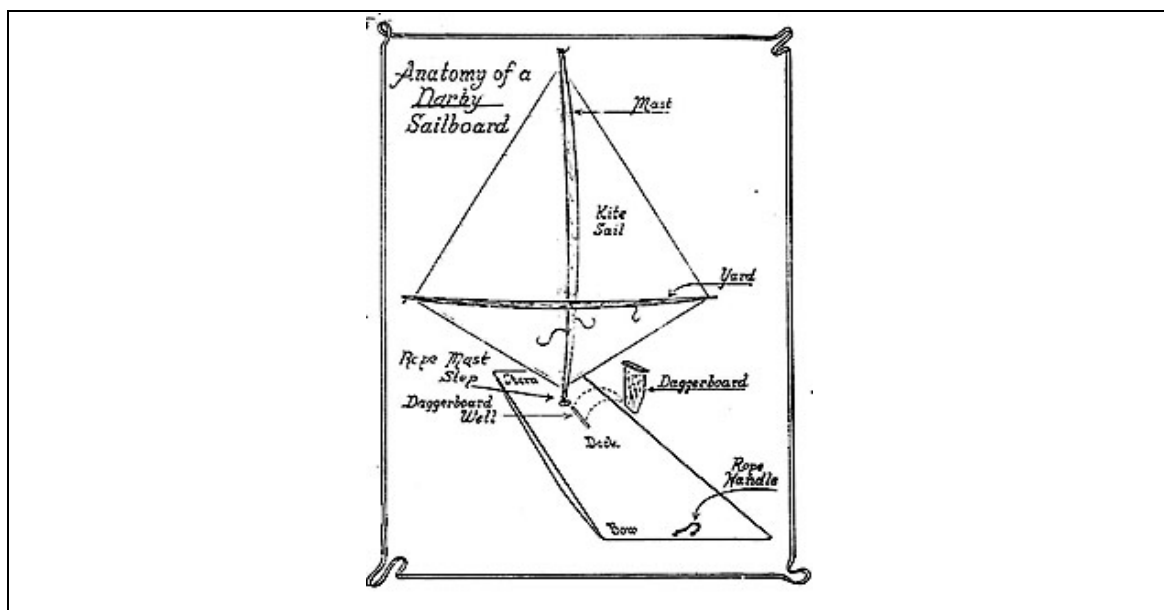 Anatomy of a
Darby
Sailboard
Mast
Kite
Sail
Yard
Rope Mast
Step
Stern
Daggerboard
Daggerboard
Well
Deck
Rope
Handle
Bow